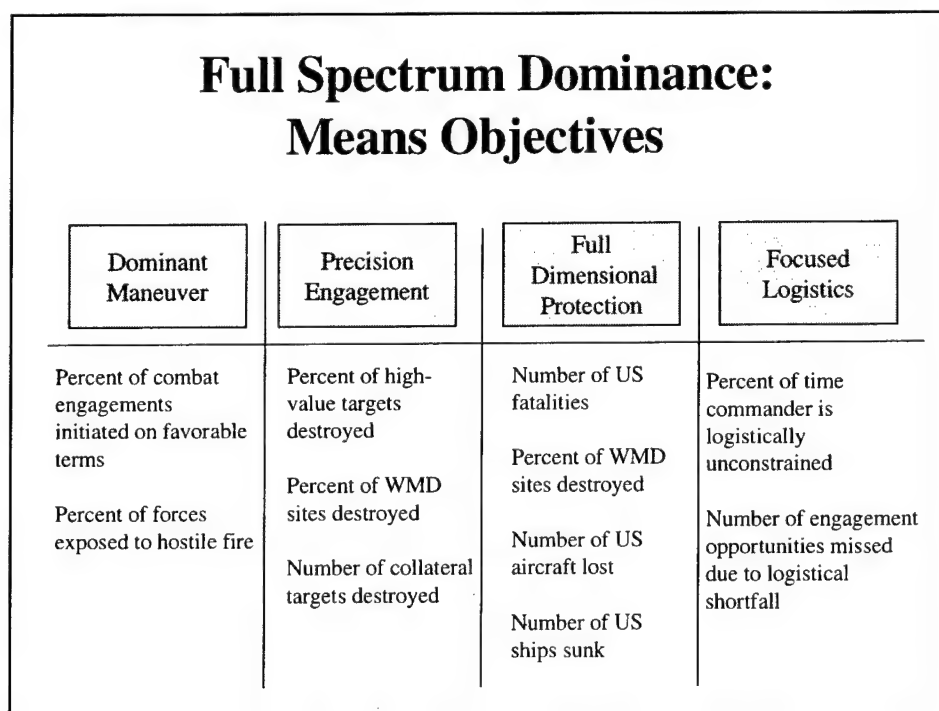 Full Spectrum Dominance:
Means Objectives
Dominant
Maneuver
Percent of combat
engagements
initiated on favorable
terms
Percent of forces
exposed to hostile fire
Precision
Engagement
Percent of high-
value targets
destroyed
Percent of WMD
sites destroyed
Number of collateral
targets destroyed
Full
Dimensional
Protection
Number of US
fatalities
Percent of WMD
sites destroyed
Number of US
aircraft lost
Number of US
ships sunk
Focused
Logistics
Percent of time
commander is
logistically
unconstrained
Number of engagement
opportunities missed
due to logistical
shortfall